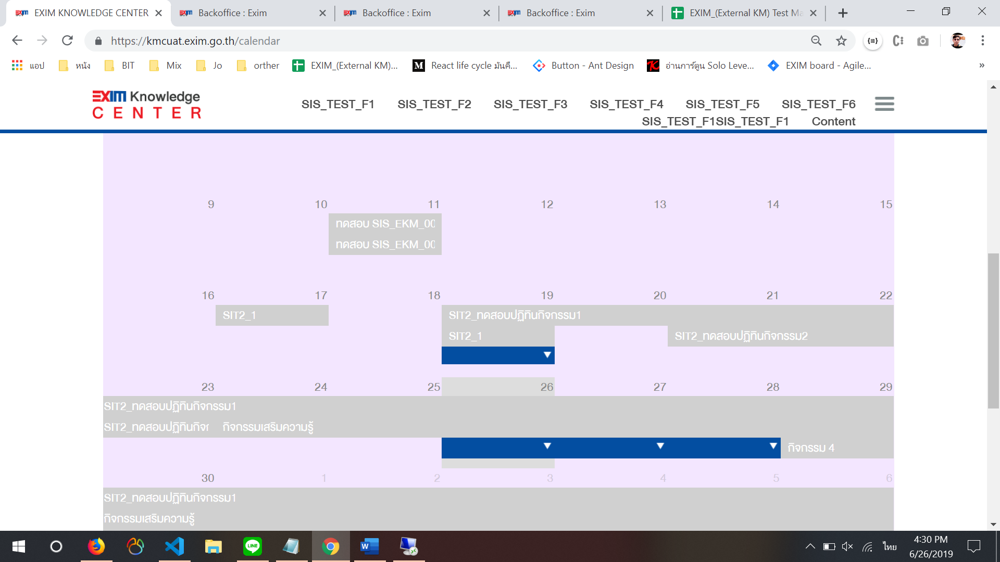 EXIM KNOWLEDGE CENTER
Backoffice : Exim
Backoffice : Exim
Backoffice : Exim
EXIM_(External KM) Test Ma
https://kmcuat.exim.go.th/calendar
แอป
หนัง
BIT
Mix
Jo
orther
EXIM_(External KM)...
React life cycle มันคื...
Button - Ant Design
อ่านการ์ตูน Solo Leve...
EXIM board - Agile...
EXIM Knowledge
CENTER
SIS_TEST_F1 SIS_TEST_F2 SIS_TEST_F3 SIS_TEST_F4 SIS_TEST_F5 SIS_TEST_F6
SIS_TEST_F1SIS_TEST_F1 Content
9 10 11 12 13 14 15
ทดสอบ SIS_EKM_00
ทดสอบ SIS_EKM_00
16 17 18 19 20 21 22
SIT2_1 SIT2_ทดสอบปฏิทินกิจกรรม1
SIT2_1 SIT2_ทดสอบปฏิทินกิจกรรม2
23 24 25 26 27 28 29
SIT2_ทดสอบปฏิทินกิจกรรม1
SIT2_ทดสอบปฏิทินกิจก กิจกรรมเสริมความรู้
กิจกรรม 4
30 1 2 3 4 5 6
SIT2_ทดสอบปฏิทินกิจกรรม1
กิจกรรมเสริมความรู้
LINE
ไทย
4:30 PM
6/26/2019